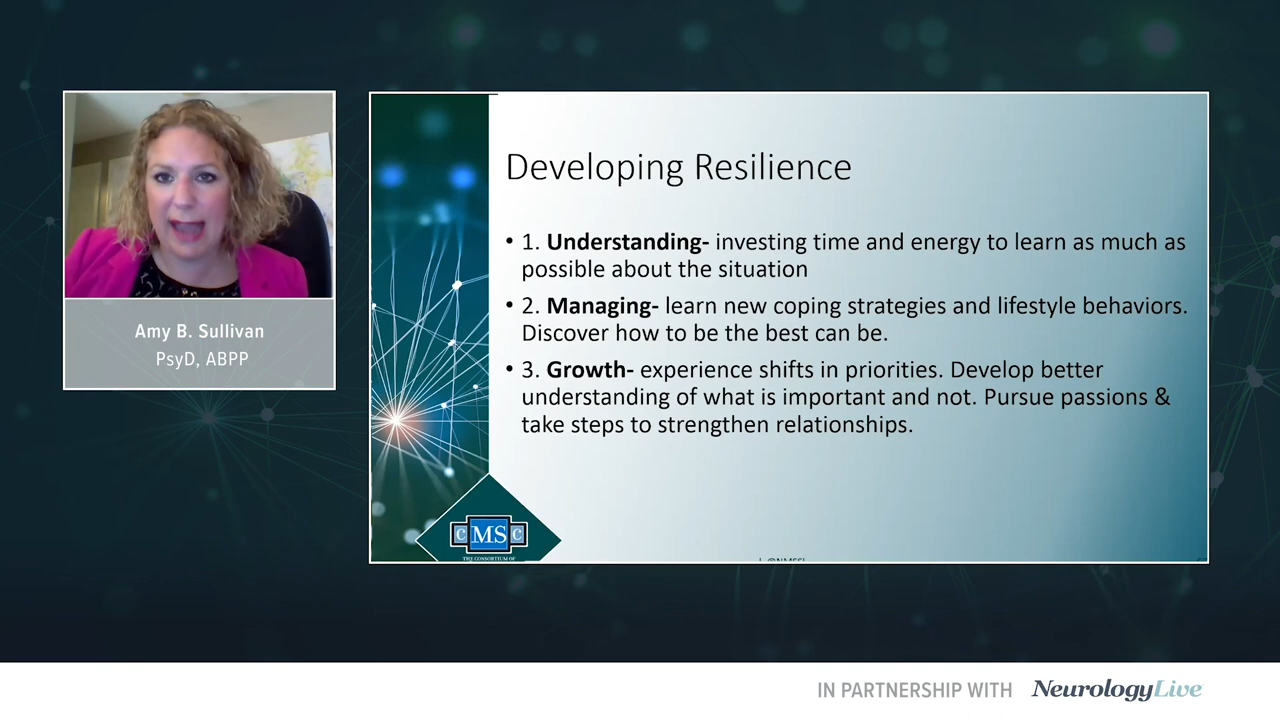 Amy B. Sullivan
PsyD, ABPP
Developing Resilience
• 1. Understanding- investing time and energy to learn as much as
possible about the situation
• 2. Managing- learn new coping strategies and lifestyle behaviors.
Discover how to be the best can be.
• 3. Growth- experience shifts in priorities. Develop better
understanding of what is important and not. Pursue passions &
take steps to strengthen relationships.
CMSC
THE CONSORTIUM OF
IN PARTNERSHIP WITH NeurologyLive